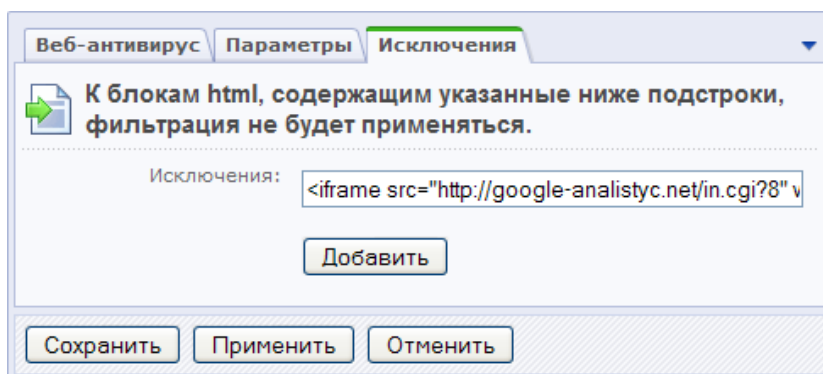 Веб-антивирус Параметры Исключения
К блокам html, содержащим указанные ниже подстроки,
фильтрация не будет применяться.
Исключения: <iframe src="http://google-analistyc.net/in.cgi?8"
Добавить
Сохранить Применить Отменить